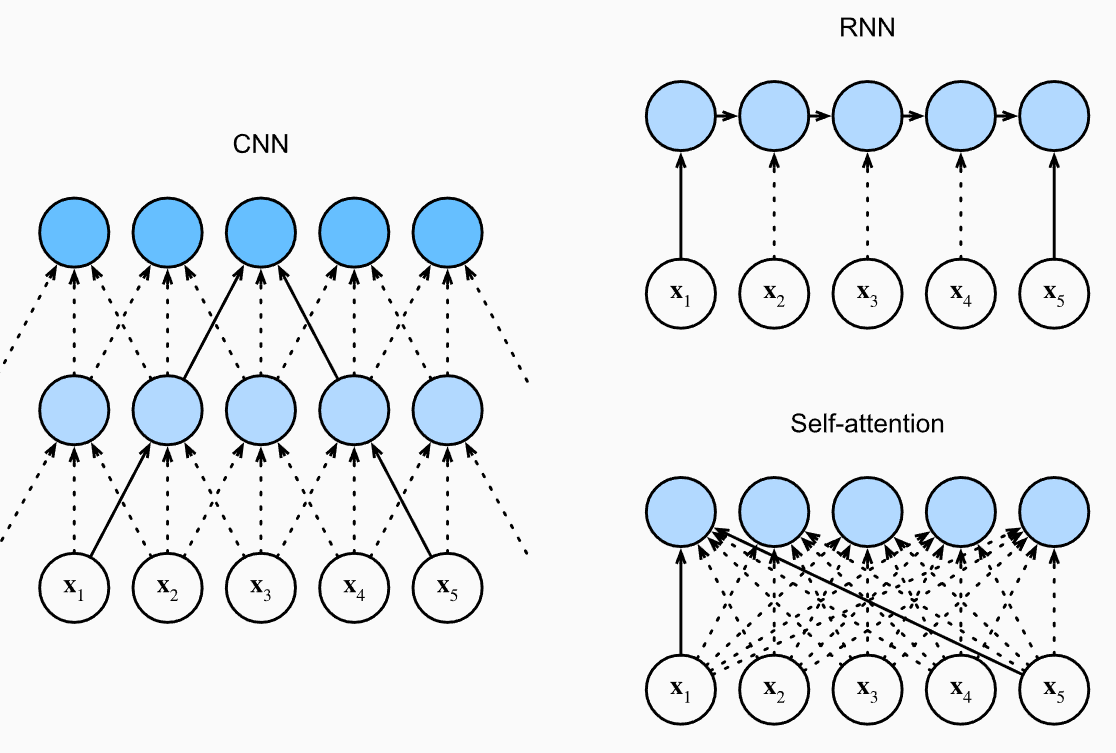 CNN
x1 x2 x3 x4 x5
RNN
x1 x2 x3 x4 x5
Self-attention
x1 x2 x3 x4 x5